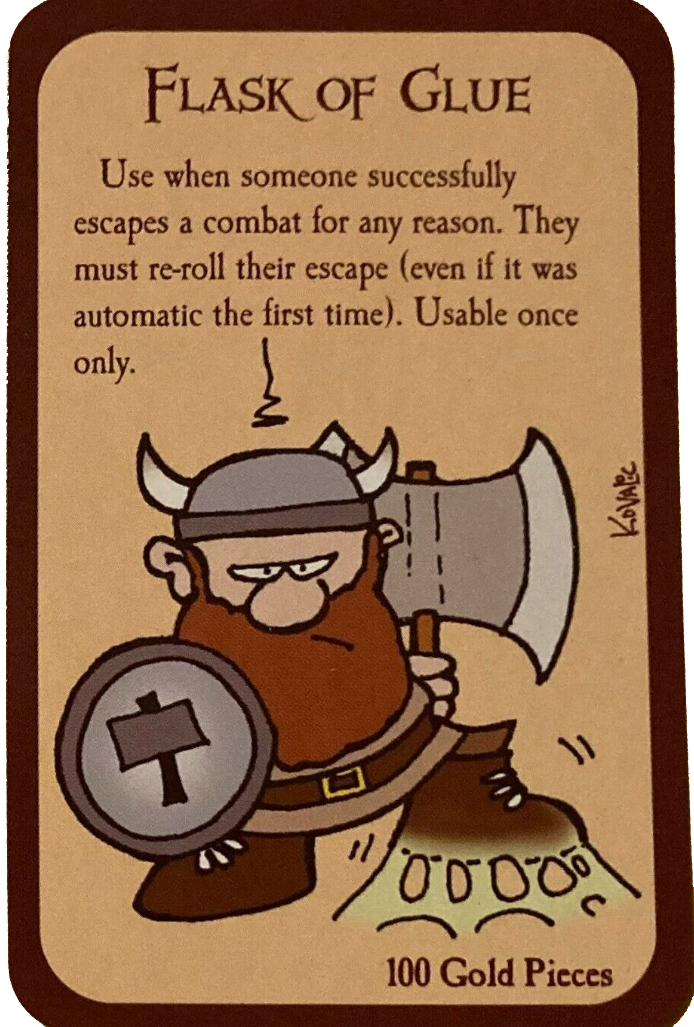 FLASK OF GLUE
Use when someone successfully
escapes a combat for any reason. They
must re-roll their escape (even if it was
automatic the first time). Usable once
only.
KOVALIC
100 Gold Pieces